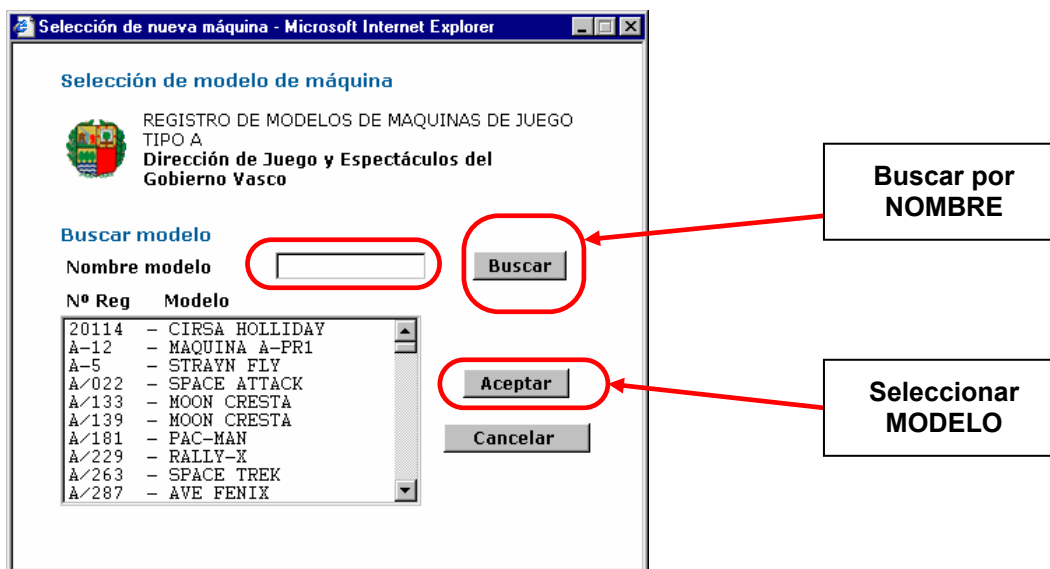 Selección de nueva máquina - Microsoft Internet Explorer
Selección de modelo de máquina
REGISTRO DE MODELOS DE MAQUINAS DE JUEGO
TIPO A
Dirección de Juego y Espectáculos del
Gobierno Vasco
Buscar modelo
Nombre modelo
Buscar
Nº Reg Modelo
20114 - CIRSA HOLLIDAY
A-12 - MAQUINA A-PR1
A-5 - STRAYN FLY
A/022 - SPACE ATTACK
A/133 - MOON CRESTA
A/139 - MOON CRESTA
A/181 - PAC-MAN
A/229 - RALLY-X
A/263 - SPACE TREK
A/287 - AVE FENIX
Aceptar
Cancelar
Buscar por
NOMBRE
Seleccionar
MODELO